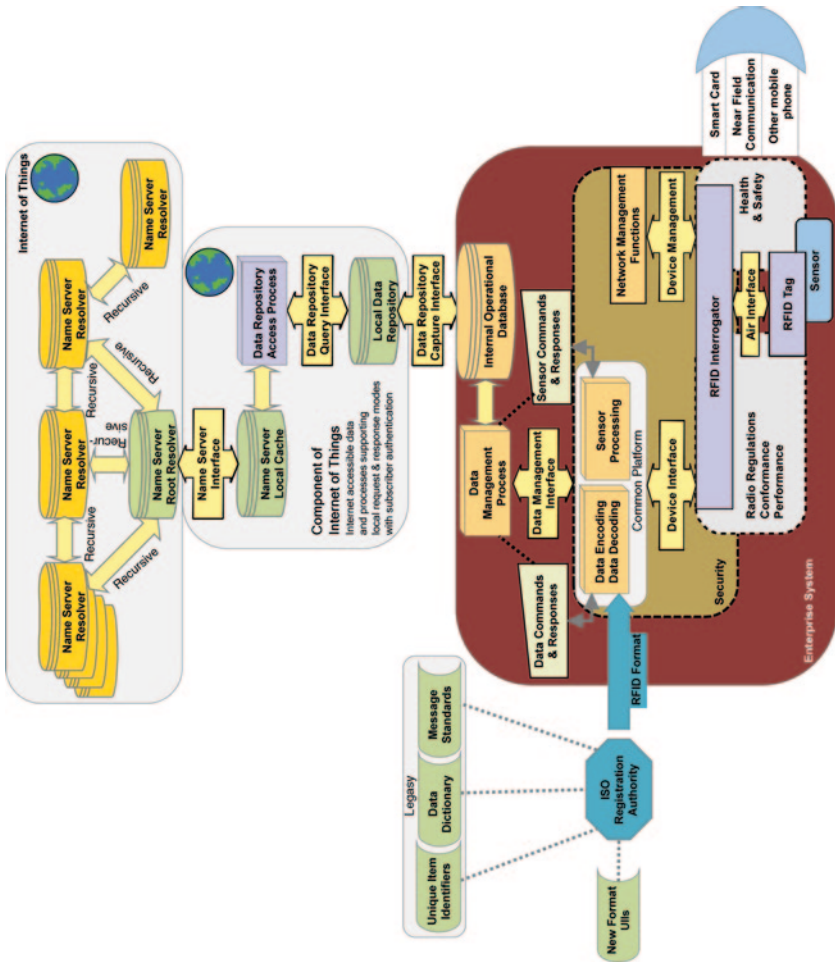 Internet of Things
Name Server
Resolver
Recursive
Name Server
Resolver
Recursive
Name Server
Resolver
Recursive
Name Server
Resolver
Recursive
Recur-
sive
Recursive
Name Server
Root Resolver
Name Server
Interface
Name Server
Local Cache
Data Repository
Access Process
Data Repository
Query Interface
Local Data
Repository
Component of
Internet of Things
Internet accessible data
and processes supporting
local request & response modes
with subscriber authentication
Data Repository
Capture Interface
Legasy
Unique Item
Identifiers
Data
Dictionary
Message
Standards
New Format
UIIs
ISO
Registration
Authority
RFID Format
Data
Management
Process
Internal Operational
Database
Data Commands
& Responses
Data Management
Interface
Sensor Commands
& Responses
Data Encoding
Data Decoding
Sensor
Processing
Common Platform
Network Management
Functions
Device Interface
Device Management
Security
RFID Interrogator
Radio Regulations
Conformance
Performance
Air Interface
Health
& Safety
RFID Tag
Sensor
Enterprise System
Smart Card
Near Field
Communication
Other mobile
phone